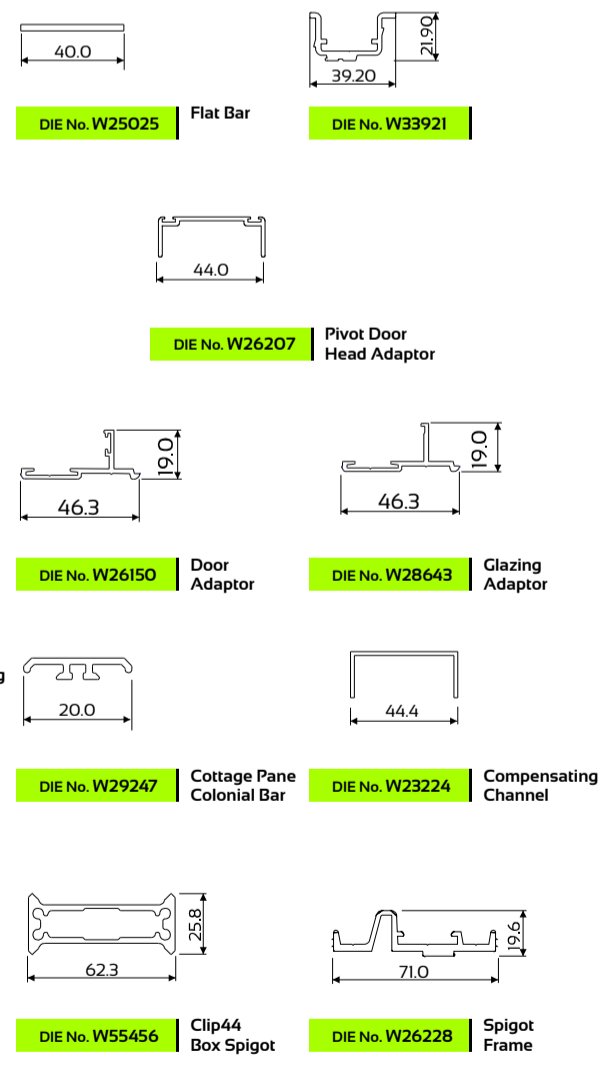 40.0
39.20
21.90
DIE No. W25025
Flat Bar
DIE No. W33921
44.0
DIE No. W26207
Pivot Door
Head Adaptor
46.3
19.0
46.3
19.0
DIE No. W26150
Door
Adaptor
DIE No. W28643
Glazing
Adaptor
g
20.0
44.4
DIE No. W29247
Cottage Pane
Colonial Bar
DIE No. W23224
Compensating
Channel
62.3
25.8
71.0
19.6
DIE No. W55456
Clip44
Box Spigot
DIE No. W26228
Spigot
Frame